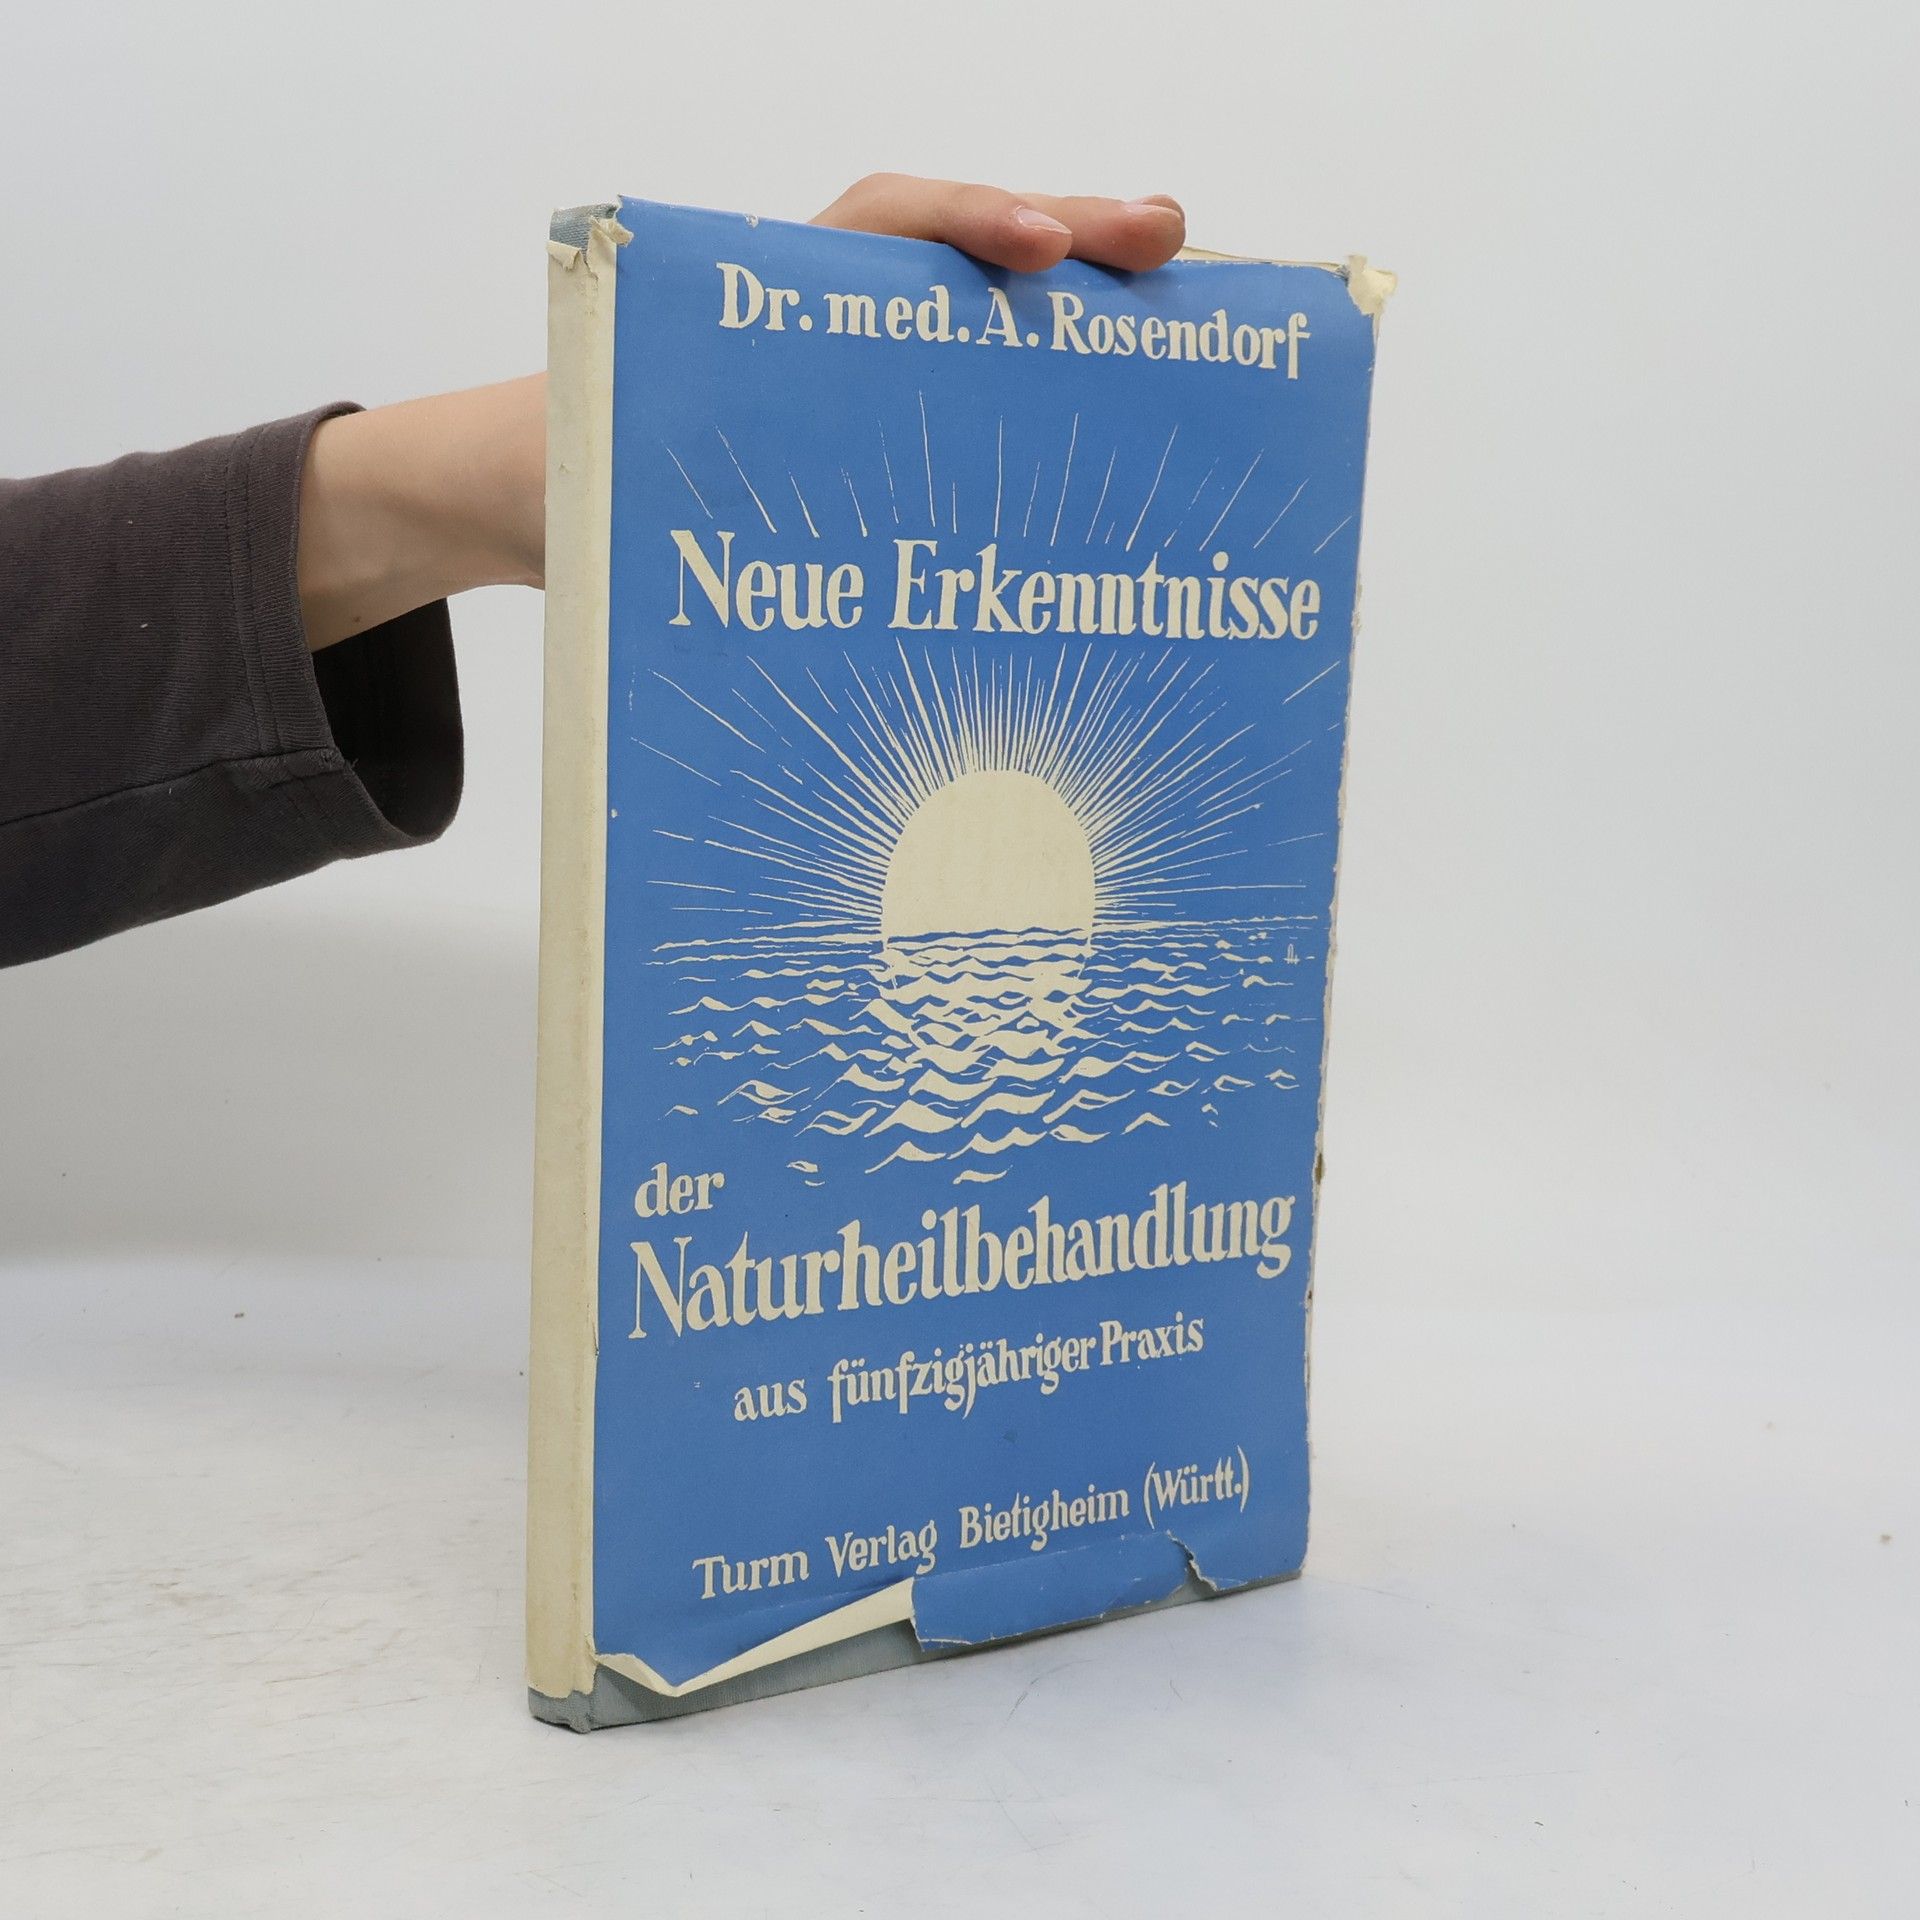 Dr. med. A. Rosendorf
Neue Erkenntnisse
der
Naturheilbehandlung
aus fünfzigjähriger Praxis
Turm Verlag Bietigheim (Württ.)